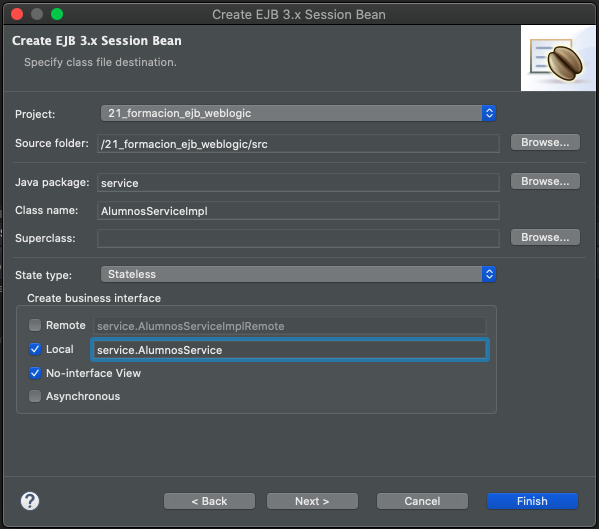 Create EJB 3.x Session Bean
Create EJB 3.x Session Bean
Specify class file destination.
Project: 21_formacion_ejb_weblogic
Source folder: /21_formacion_ejb_weblogic/src Browse...
Java package: service Browse...
Class name: AlumnosServiceImpl
Superclass: Browse...
State type: Stateless
Create business interface
Remote service.AlumnosServiceImplRemote
Local service.AlumnosService
No-interface View
Asynchronous
? < Back Next > Cancel Finish